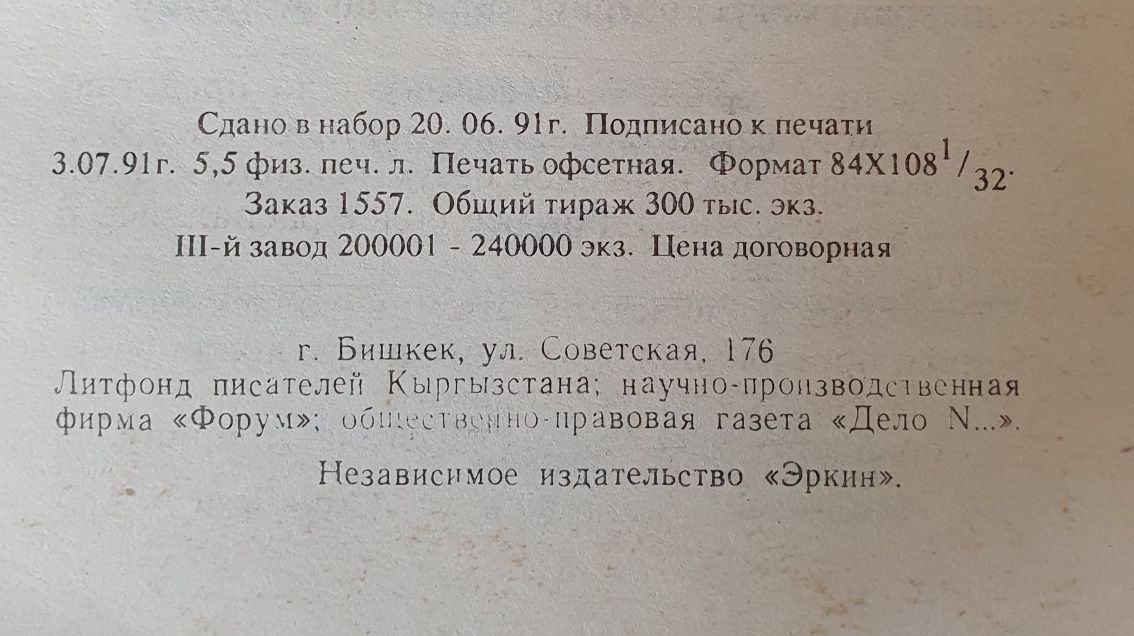 Сдано в набор 20. 06. 91г. Подписано к печати
3.07.91г. 5,5 физ. печ. л. Печать офсетная. Формат 84Х108 1/32.
Заказ 1557. Общий тираж 300 тыс. экз.
III-й завод 200001 - 240000 экз. Цена договорная
г. Бишкек, ул. Советская, 176
Литфонд писателей Кыргызстана; научно-производственная
фирма «Форум»; общественно-правовая газета «Дело N...».
Независимое издательство «Эркин».